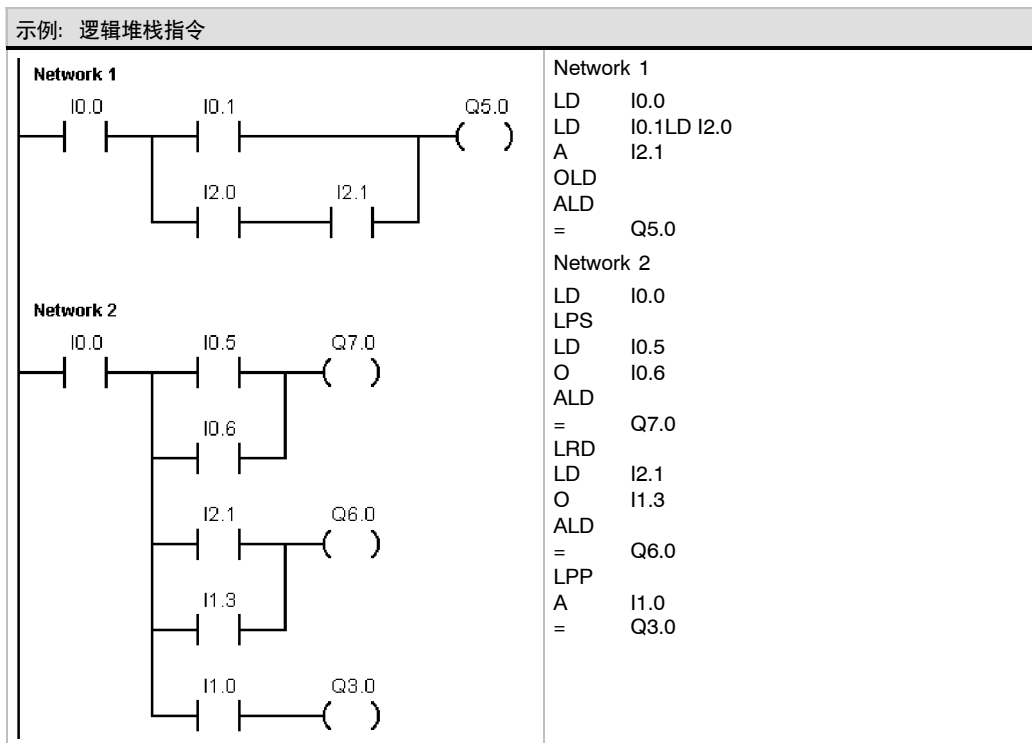 示例: 逻辑堆栈指令
Network 1
I0.0 I0.1 Q5.0
I2.0 I2.1
Network 2
I0.0 I0.5 Q7.0
I0.6
I2.1 Q6.0
I1.3
I1.0 Q3.0
Network 1
LD I0.0
LD I0.1LD I2.0
A I2.1
OLD
ALD
= Q5.0
Network 2
LD I0.0
LPS
LD I0.5
O I0.6
ALD
= Q7.0
LRD
LD I2.1
O I1.3
ALD
= Q6.0
LPP
A I1.0
= Q3.0